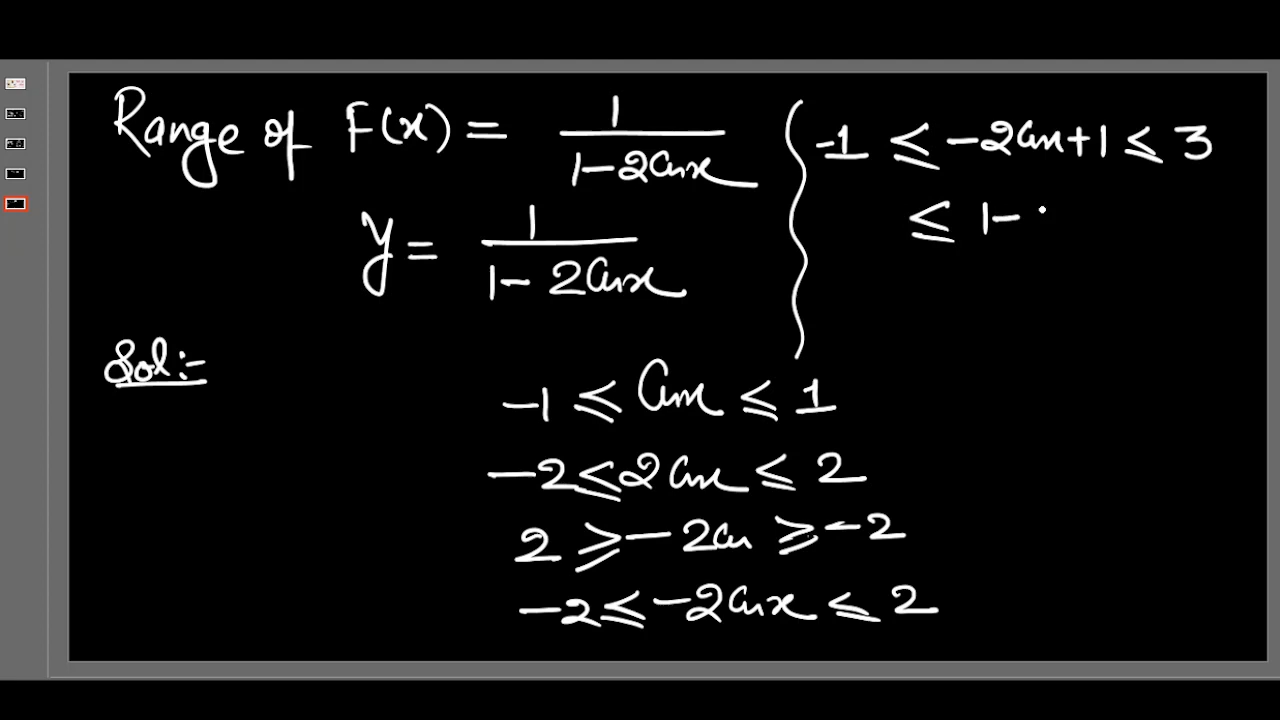 Range of F(x) = 1 / 1-2Cosx
y = 1 / 1-2Cosx
Sol:-
-1 ≤ Cosx ≤ 1
-2 ≤ 2Cosx ≤ 2
2 ≥ -2Cos ≥ -2
-2 ≤ -2Cosx ≤ 2
-1 ≤ -2Cosx+1 ≤ 3
≤ 1-